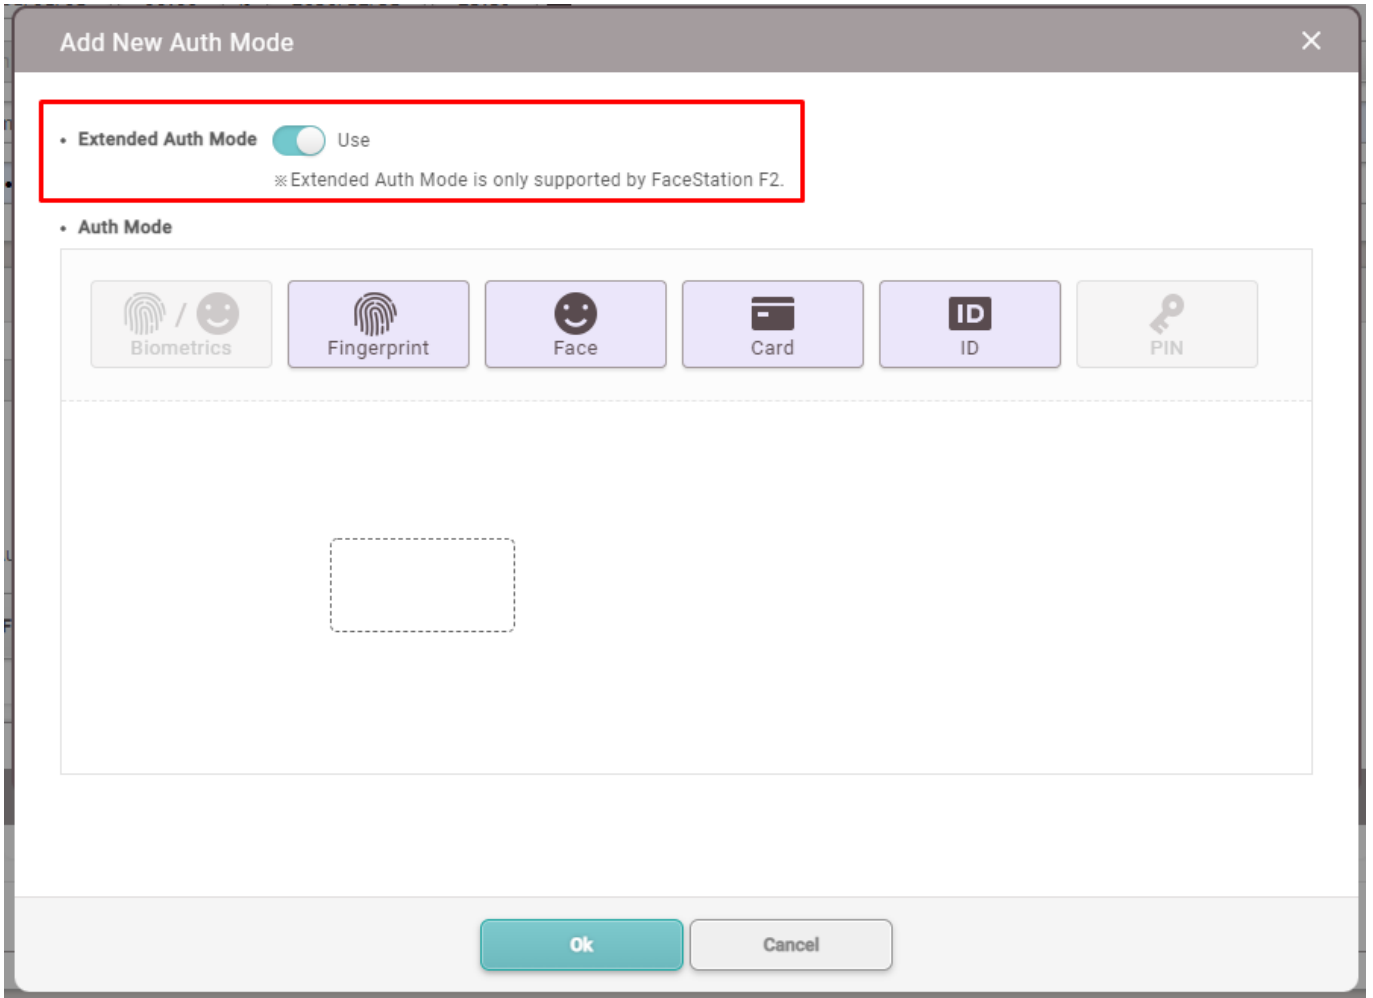 Add New Auth Mode
• Extended Auth Mode Use
※Extended Auth Mode is only supported by FaceStation F2.
• Auth Mode
/
Biometrics
Fingerprint
Face
Card
ID
ID
PIN
Ok
Cancel